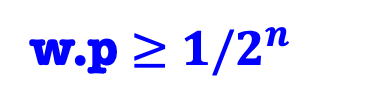 w.p ≥ 1/2ⁿ